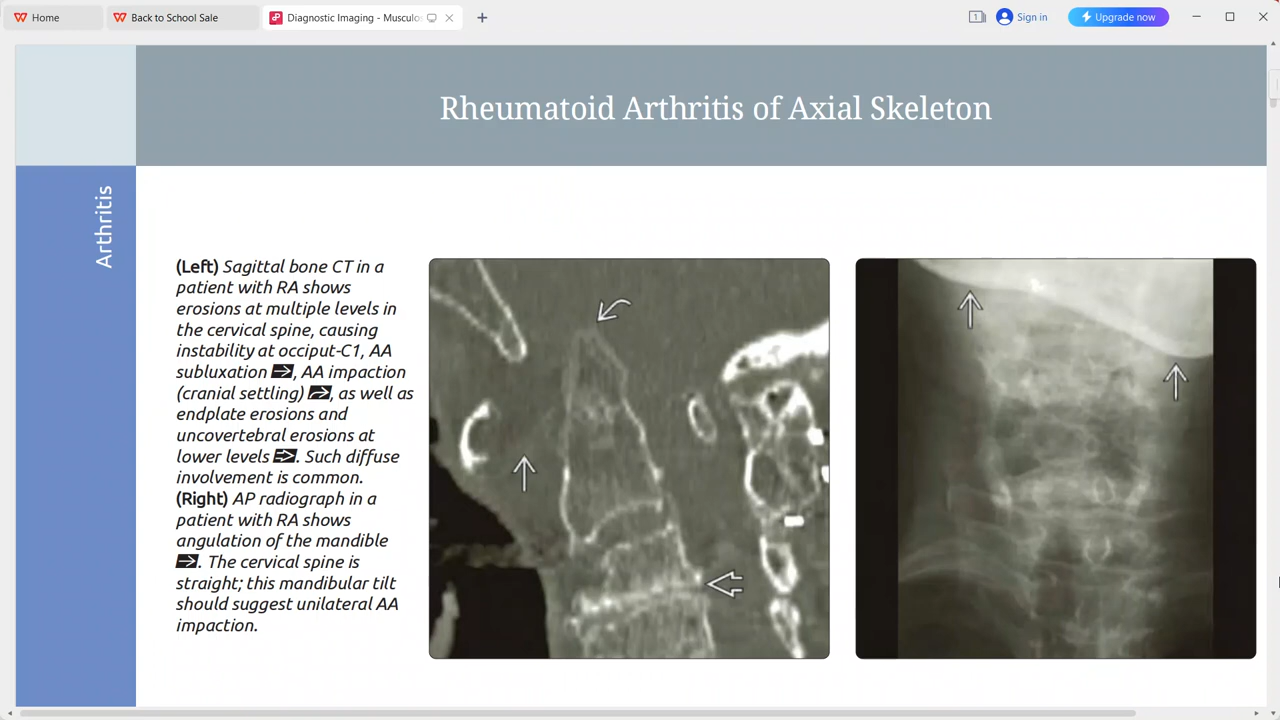 Home
Back to School Sale
Diagnostic Imaging - Musculo
1
Sign in
Upgrade now
Rheumatoid Arthritis of Axial Skeleton
Arthritis
(Left) Sagittal bone CT in a
patient with RA shows
erosions at multiple levels in
the cervical spine, causing
instability at occiput-C1, AA
subluxation ➡, AA impaction
(cranial settling) ➡, as well as
endplate erosions and
uncovertebral erosions at
lower levels ➡. Such diffuse
involvement is common.
(Right) AP radiograph in a
patient with RA shows
angulation of the mandible
➡. The cervical spine is
straight; this mandibular tilt
should suggest unilateral AA
impaction.